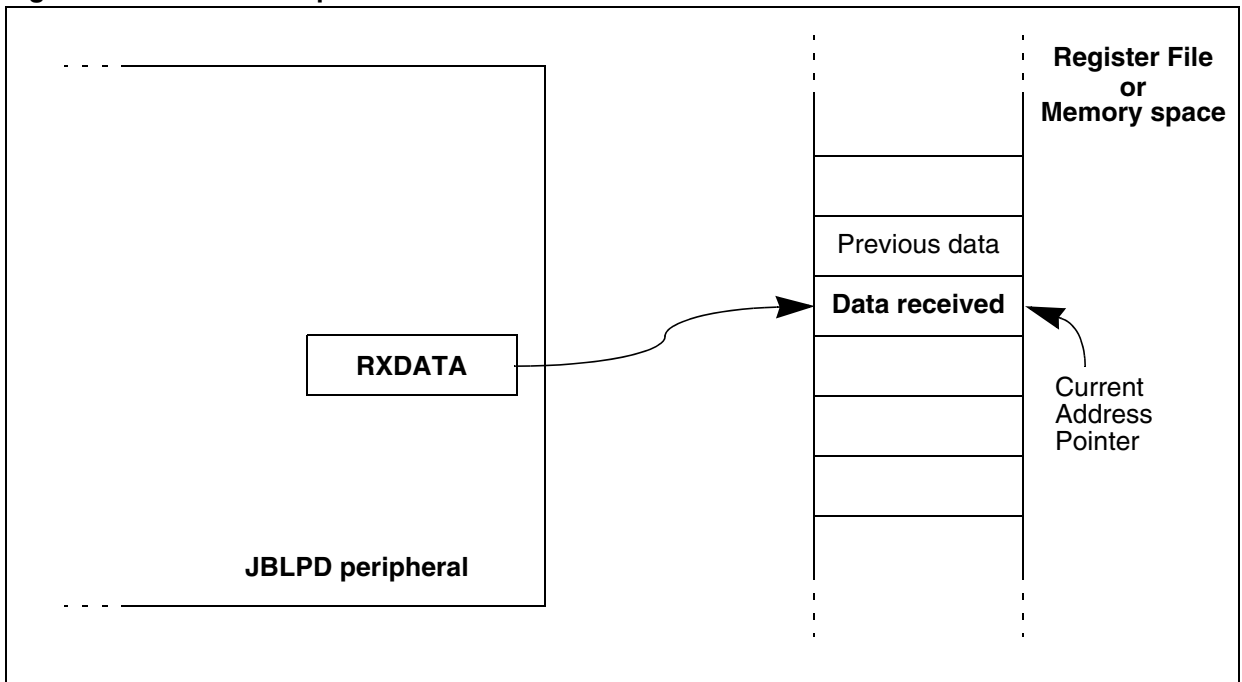 Register File
or
Memory space
Previous data
Data received
RXDATA
Current
Address
Pointer
JBLPD peripheral